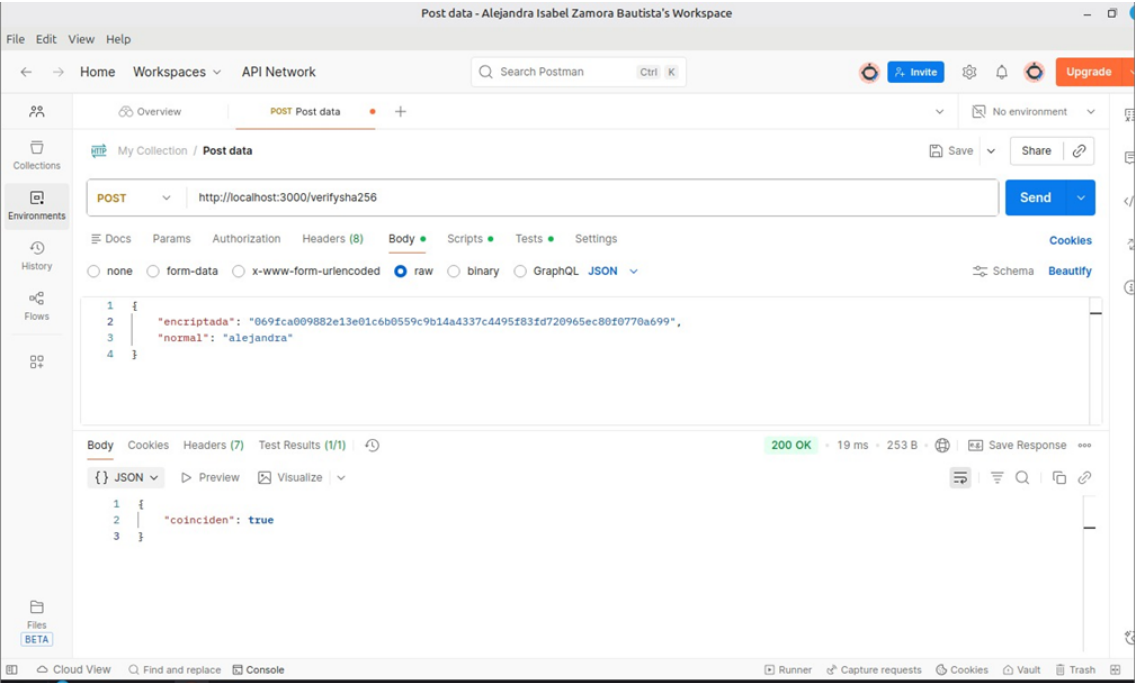 Post data - Alejandra Isabel Zamora Bautista's Workspace
File Edit View Help
Home Workspaces API Network Search Postman Ctrl K Invite Upgrade
Overview POST Post data No environment
HTTP My Collection / Post data Save Share
Collections
POST http://localhost:3000/verifysha256 Send
Environments
Docs Params Authorization Headers (8) Body Scripts Tests Settings Cookies
History
none form-data x-www-form-urlencoded raw binary GraphQL JSON Schema Beautify
Flows
1 {
2 "encriptada": "069fca009882e13e01c6b0559c9b14a4337c4495f83fd720965ec80f0770a699",
3 "normal": "alejandra"
4 }
Body Cookies Headers (7) Test Results (1/1) 200 OK 19 ms 253 B Save Response
{} JSON Preview Visualize
1 {
2 "coinciden": true
3 }
Files
BETA
Cloud View Find and replace Console Runner Capture requests Cookies Vault Trash